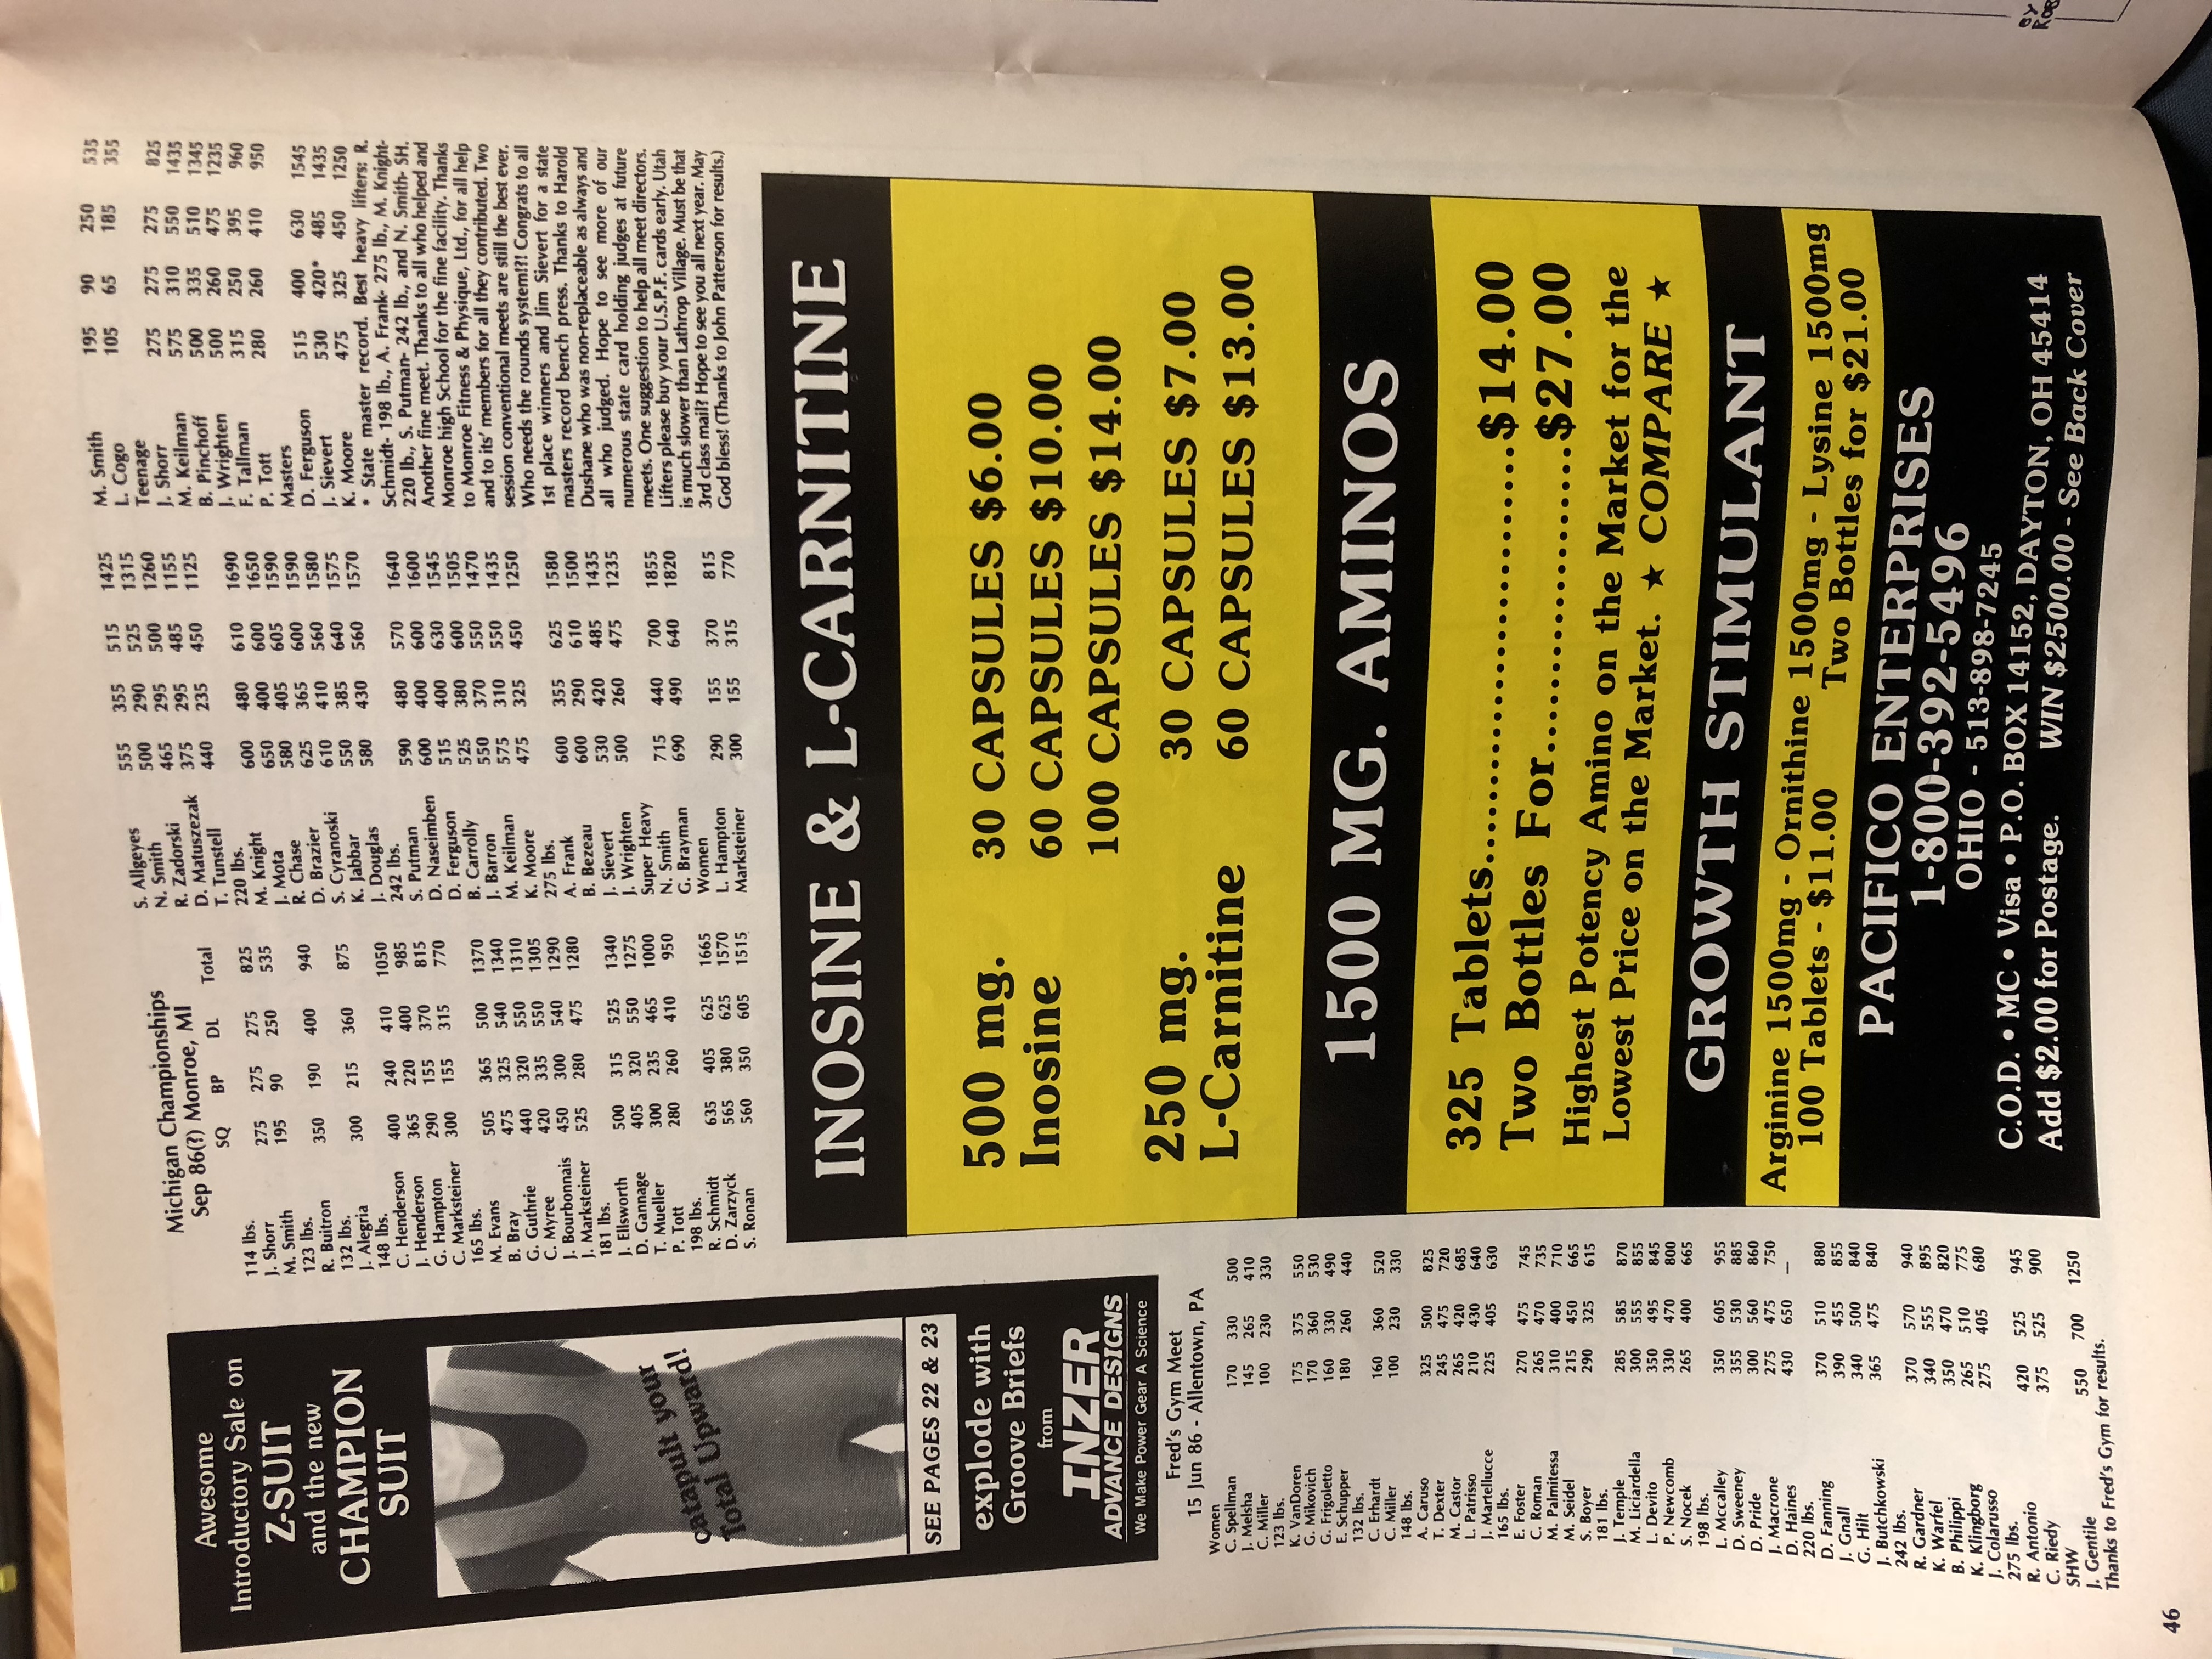 Awesome
Introductory Sale on
Z-SUIT
and the new
CHAMPION
SUIT
catapult your
Total Upward!
SEE PAGES 22 & 23
explode with
Groove Briefs
from
INZER
ADVANCE DESIGNS
We Make Power Gear A Science
Fred's Gym Meet
15 Jun 86 - Allentown, PA
Women
C. Spellman 170 330 500
J. Melsha 145 265 410
C. Miller 100 230 330
123 lbs.
K. VanDoren 175 375 550
G. Mikovich 170 360 530
G. Frigoletto 160 330 490
E. Schupper 180 260 440
132 lbs.
C. Erhardt 160 360 520
C. Miller 100 230 330
148 lbs.
A. Caruso 325 500 825
T. Dexter 245 475 720
M. Castor 265 420 685
L. Patrisso 210 430 640
J. Martellucce 225 405 630
165 lbs.
E. Foster 270 475 745
C. Roman 265 470 735
M. Palmitessa 310 400 710
M. Seidel 215 450 665
S. Boyer 290 325 615
181 lbs.
J. Temple 285 585 870
M. Liciardella 300 555 855
L. Devito 350 495 845
P. Newcomb 330 470 800
S. Nocek 265 400 665
198 lbs.
L. Mccalley 350 605 955
D. Sweeney 355 530 885
D. Pride 300 560 860
J. Macrone 275 475 750
D. Haines 430 650 —
220 lbs.
D. Fanning 370 510 880
J. Gnall 390 455 855
G. Hilt 340 500 840
J. Butchkowski 365 475 840
242 lbs.
R. Gardner 370 570 940
K. Warfel 340 555 895
B. Philippi 350 470 820
K. Klingborg 265 510 775
J. Colarusso 275 405 680
275 lbs.
R. Antonio 420 525 945
C. Riedy 375 525 900
SHW
J. Gentile 550 700 1250
Thanks to Fred's Gym for results.
46
Michigan Championships
Sep 86(?) Monroe, MI
SQ BP DL Total
114 lbs.
J. Shorr 275 275 275 825
M. Smith 195 90 250 535
123 lbs.
R. Buitron 350 190 400 940
132 lbs.
J. Alegria 300 215 360 875
148 lbs.
C. Henderson 400 240 410 1050
J. Henderson 365 220 400 985
G. Hampton 290 155 370 815
C. Marksteiner 300 155 315 770
165 lbs.
M. Evans 505 365 500 1370
B. Bray 475 325 540 1340
G. Guthrie 440 320 550 1310
C. Myree 420 335 550 1305
J. Bourbonnais 450 300 540 1290
J. Marksteiner 525 280 475 1280
181 lbs.
J. Ellsworth 500 315 525 1340
D. Gannage 405 320 550 1275
T. Mueller 300 235 465 1000
P. Tott 280 260 410 950
198 lbs.
R. Schmidt 635 405 625 1665
D. Zarzyck 565 380 625 1570
S. Ronan 560 350 605 1515
S. Allgeyes 555 355 515 1425
N. Smith 500 290 525 1315
R. Zadorski 465 295 500 1260
D. Matuszezak 375 295 485 1155
T. Tunstell 440 235 450 1125
220 lbs.
M. Knight 600 480 610 1690
J. Mota 650 400 600 1650
R. Chase 580 405 605 1590
D. Brazier 625 365 600 1590
S. Cyranoski 610 410 560 1580
K. Jabbar 550 385 640 1575
J. Douglas 580 430 560 1570
242 lbs.
S. Putman 590 480 570 1640
D. Naseimben 600 400 600 1600
D. Ferguson 515 400 630 1545
B. Carrolly 525 380 600 1505
J. Barron 550 370 550 1470
M. Keilman 575 310 550 1435
K. Moore 475 325 450 1250
275 lbs.
A. Frank 600 355 625 1580
B. Bezeau 600 290 610 1500
J. Sievert 530 420 485 1435
J. Wrighten 500 260 475 1235
Super Heavy
N. Smith 715 440 700 1855
G. Brayman 690 490 640 1820
Women
L. Hampton 290 155 370 815
Marksteiner 300 155 315 770
M. Smith 195 90 250 535
L. Cogo 105 65 185 355
Teenage
J. Shorr 275 275 275 825
M. Keilman 575 310 550 1435
B. Pinchoff 500 335 510 1345
J. Wrighten 500 260 475 1235
F. Tallman 315 250 395 960
P. Tott 280 260 410 950
Masters
D. Ferguson 515 400 630 1545
J. Sievert 530 420* 485 1435
K. Moore 475 325 450 1250
* State master record. Best heavy lifters: R.
Schmidt- 198 lb., A. Frank- 275 lb., M. Knight-
220 lb., S. Putman- 242 lb., and N. Smith- SH.
Another fine meet. Thanks to all who helped and
Monroe high School for the fine facility. Thanks
to Monroe Fitness & Physique, Ltd., for all help
and to its' members for all they contributed. Two
session conventional meets are still the best ever.
Who needs the rounds system!?! Congrats to all
1st place winners and Jim Sievert for a state
masters record bench press. Thanks to Harold
Dushane who was non-replaceable as always and
all who judged. Hope to see more of our
numerous state card holding judges at future
meets. One suggestion to help all meet directors.
Lifters please buy your U.S.P.F. cards early. Utah
is much slower than Lathrop Village. Must be that
3rd class mail? Hope to see you all next year. May
God bless! (Thanks to John Patterson for results.)
INOSINE & L-CARNITINE
500 mg. 30 CAPSULES $6.00
Inosine 60 CAPSULES $10.00
100 CAPSULES $14.00
250 mg. 30 CAPSULES $7.00
L-Carnitine 60 CAPSULES $13.00
1500 MG. AMINOS
325 Tablets...........................$14.00
Two Bottles For....................$27.00
Highest Potency Amino on the Market for the
Lowest Price on the Market. ★ COMPARE ★
GROWTH STIMULANT
Arginine 1500mg - Ornithine 1500mg - Lysine 1500mg
100 Tablets - $11.00 Two Bottles for $21.00
PACIFICO ENTERPRISES
1-800-392-5496
OHIO - 513-898-7245
C.O.D. • MC • Visa • P.O. BOX 14152, DAYTON, OH 45414
Add $2.00 for Postage. WIN $2500.00 - See Back Cover